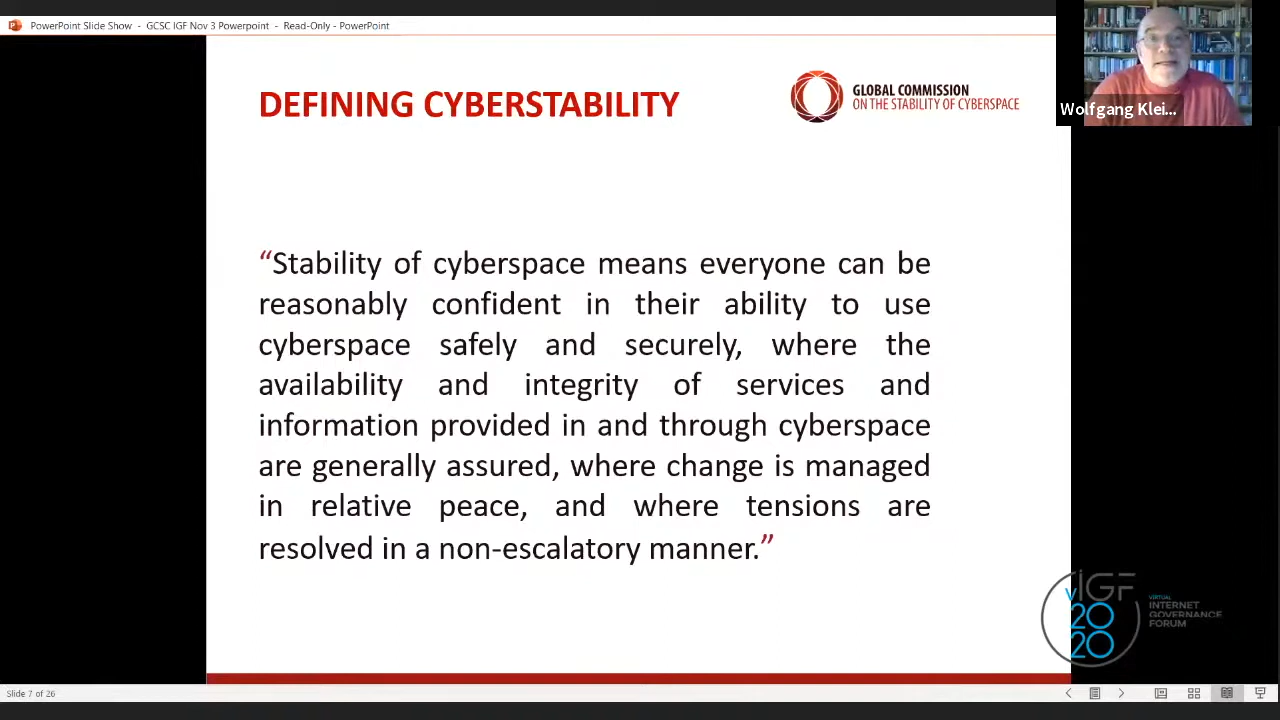 PowerPoint Slide Show - GCSC IGF Nov 3 Powerpoint - Read-Only - PowerPoint
DEFINING CYBERSTABILITY
GLOBAL COMMISSION
ON THE STABILITY OF CYBERSPACE
Wolfgang Klei...
“Stability of cyberspace means everyone can be
reasonably confident in their ability to use
cyberspace safely and securely, where the
availability and integrity of services and
information provided in and through cyberspace
are generally assured, where change is managed
in relative peace, and where tensions are
resolved in a non-escalatory manner.”
vIGF
2020
VIRTUAL
INTERNET
GOVERNANCE
FORUM
Slide 7 of 26